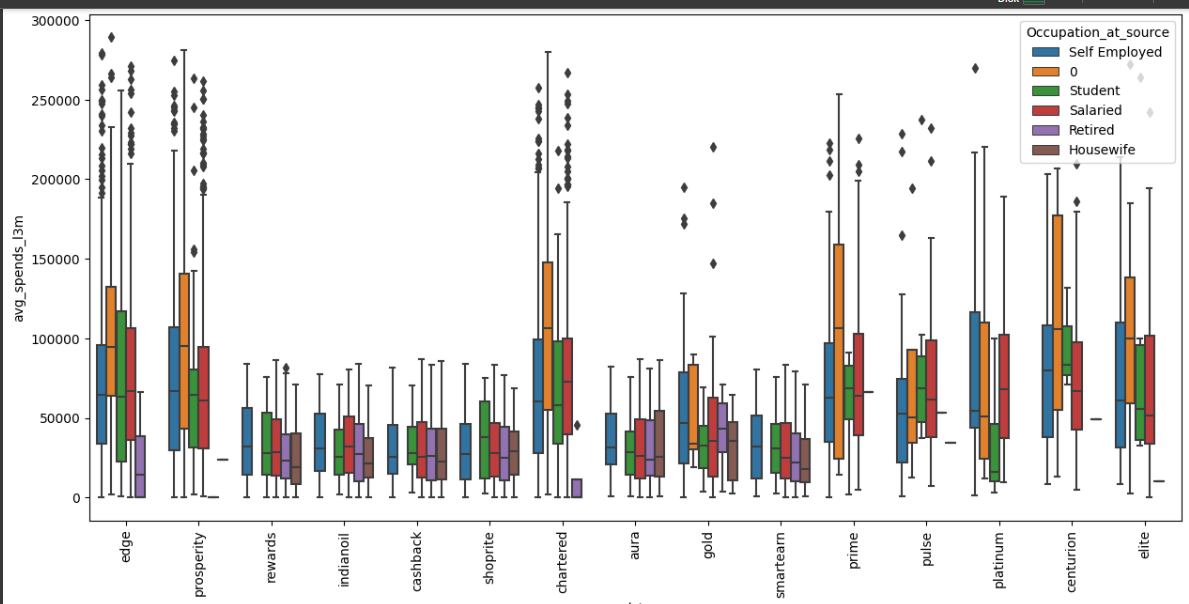 Disk
300000
250000
200000
150000
100000
50000
0
avg_spends_l3m
Occupation_at_source
Self Employed
0
Student
Salaried
Retired
Housewife
edge
prosperity
rewards
indianoil
cashback
shoprite
chartered
aura
gold
smartearn
prime
pulse
platinum
centurion
elite